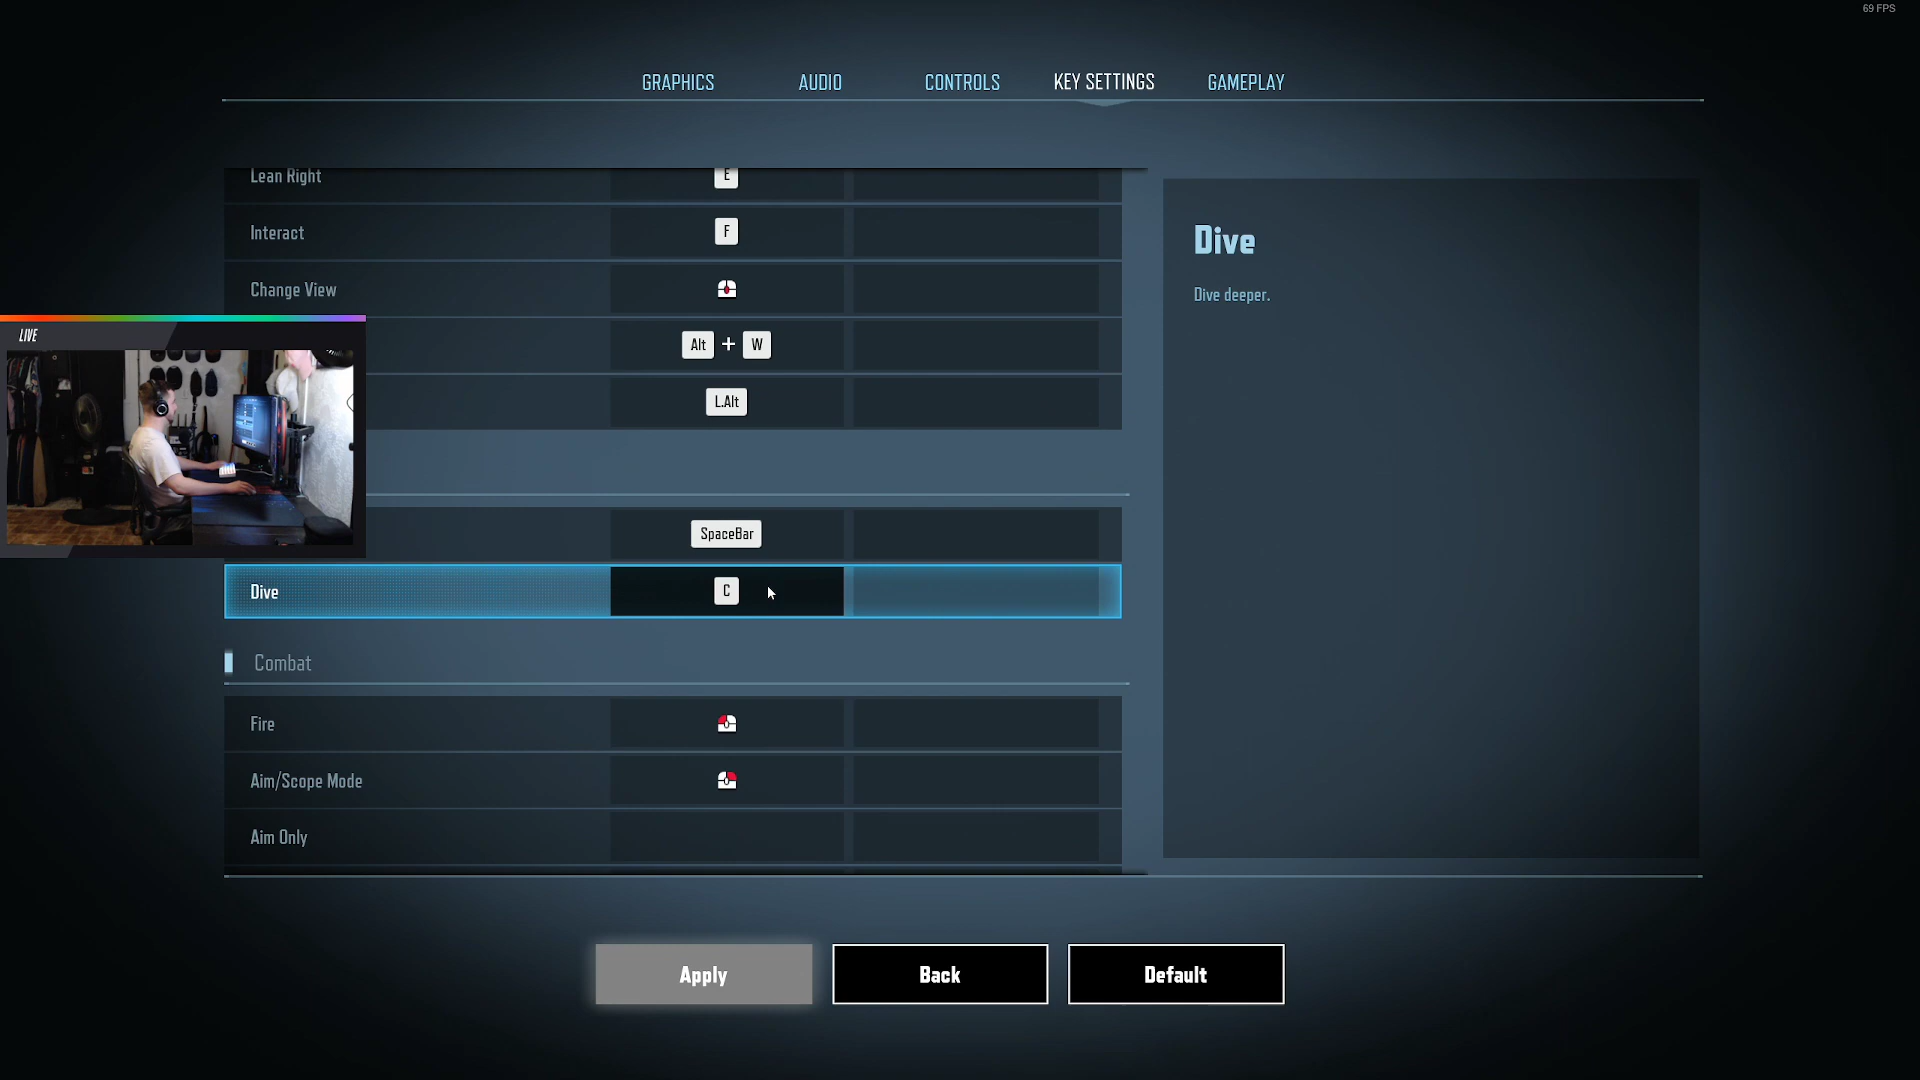 69 FPS
GRAPHICS AUDIO CONTROLS KEY SETTINGS GAMEPLAY
Lean Right E
Interact F
Change View
Alt + W
L.Alt
SpaceBar
Dive C
Combat
Fire
Aim/Scope Mode
Aim Only
Dive
Dive deeper.
LIVE
Apply Back Default